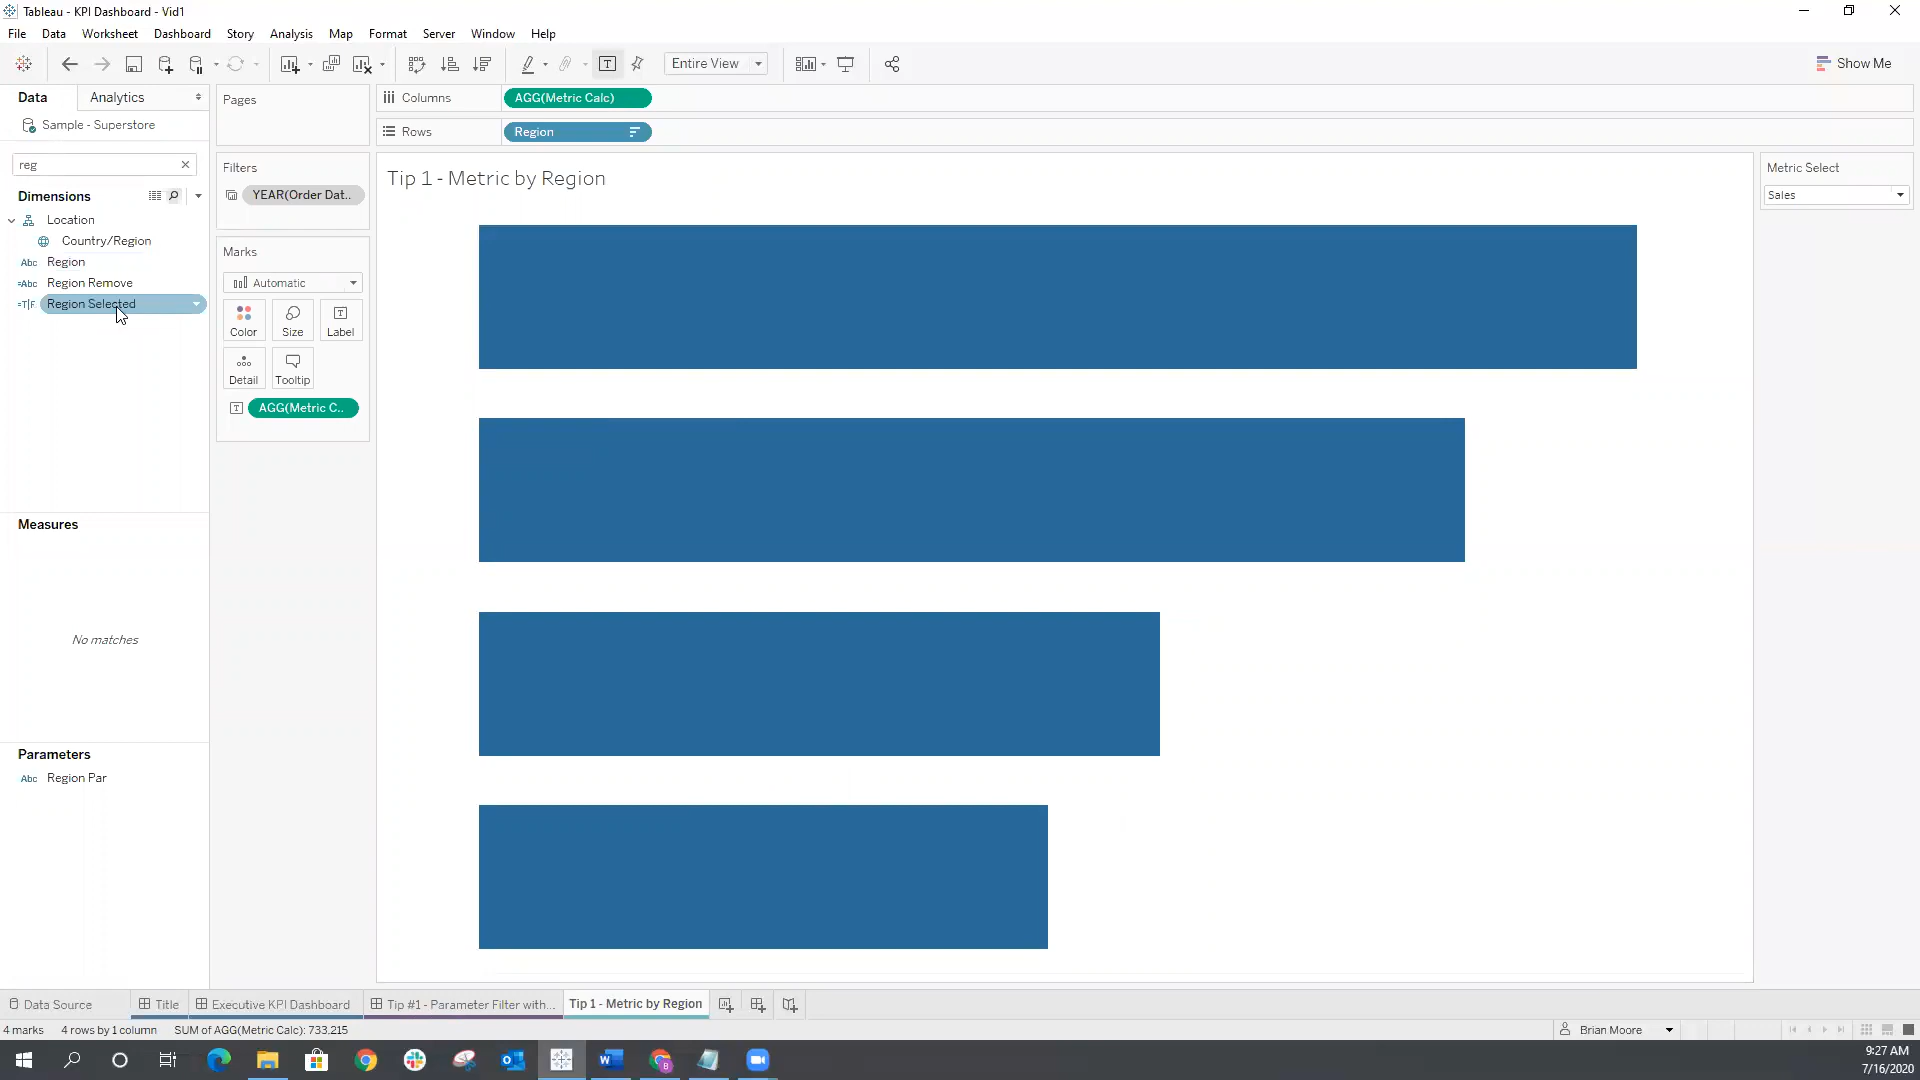 Tableau - KPI Dashboard - Vid1
File Data Worksheet Dashboard Story Analysis Map Format Server Window Help
Entire View
Show Me
Data Analytics
Sample - Superstore
reg
Dimensions
Location
Country/Region
Abc Region
=Abc Region Remove
=T|F Region Selected
Measures
No matches
Parameters
Abc Region Par
Pages
Filters
YEAR(Order Dat..
Marks
Automatic
Color Size Label
Detail Tooltip
AGG(Metric C..
Columns AGG(Metric Calc)
Rows Region
Tip 1 - Metric by Region
Metric Select
Sales
Data Source Title Executive KPI Dashboard Tip #1 - Parameter Filter with... Tip 1 - Metric by Region
4 marks 4 rows by 1 column SUM of AGG(Metric Calc): 733,215
Brian Moore
9:27 AM
7/16/2020